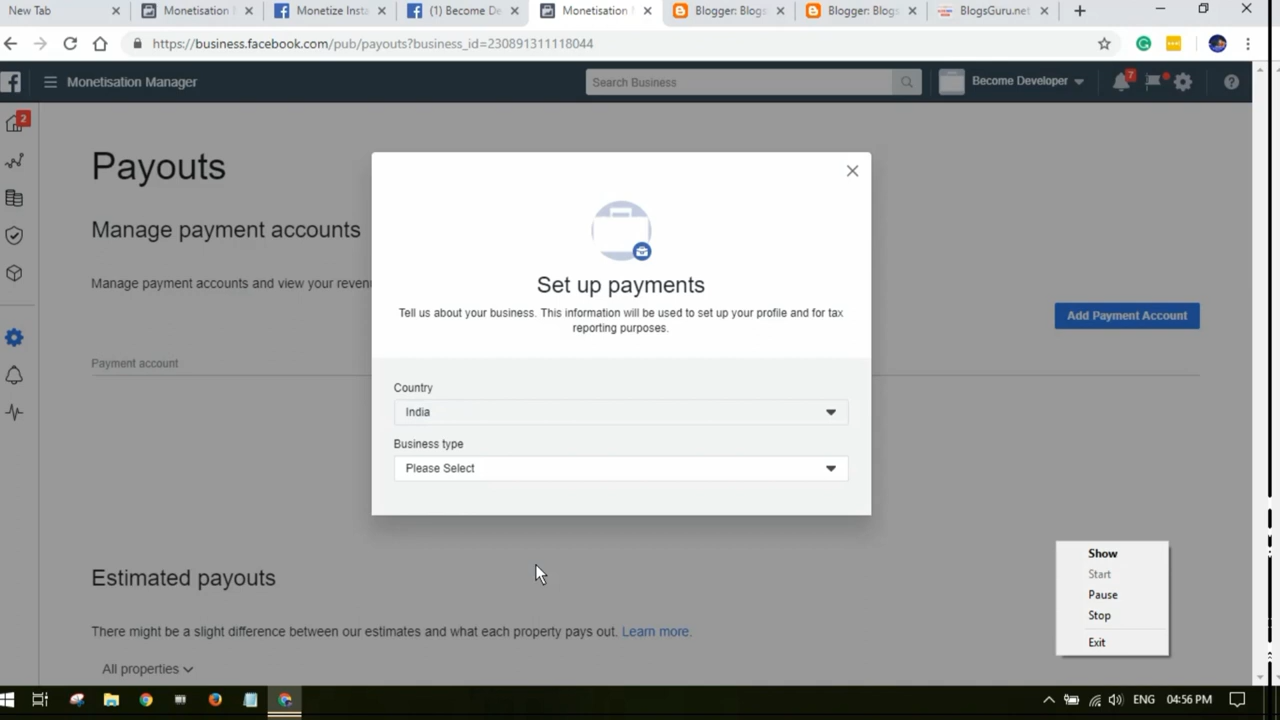 New Tab
Monetisation
Monetize Insta
(1) Become De
Monetisation
Blogger: Blogs
Blogger: Blogs
BlogsGuru.net
https://business.facebook.com/pub/payouts?business_id=230891311118044
Monetisation Manager
Search Business
Become Developer
7
2
Payouts
Manage payment accounts
Manage payment accounts and view your reven
Add Payment Account
Payment account
Set up payments
Tell us about your business. This information will be used to set up your profile and for tax
reporting purposes.
Country
India
Business type
Please Select
Estimated payouts
There might be a slight difference between our estimates and what each property pays out. Learn more.
All properties
Show
Start
Pause
Stop
Exit
ENG
04:56 PM